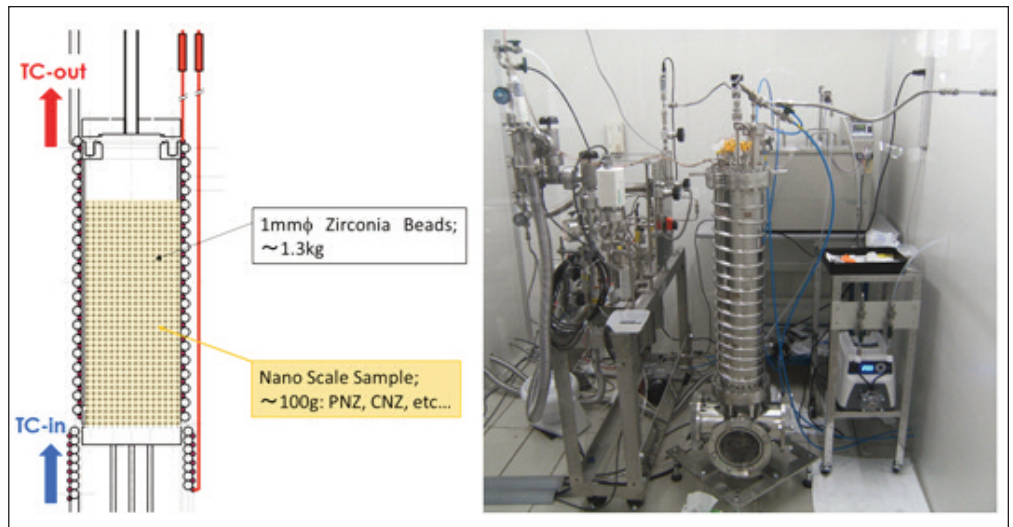 TC-out
1mmϕ Zirconia Beads;
～1.3kg
Nano Scale Sample;
～100g: PNZ, CNZ, etc...
TC-in